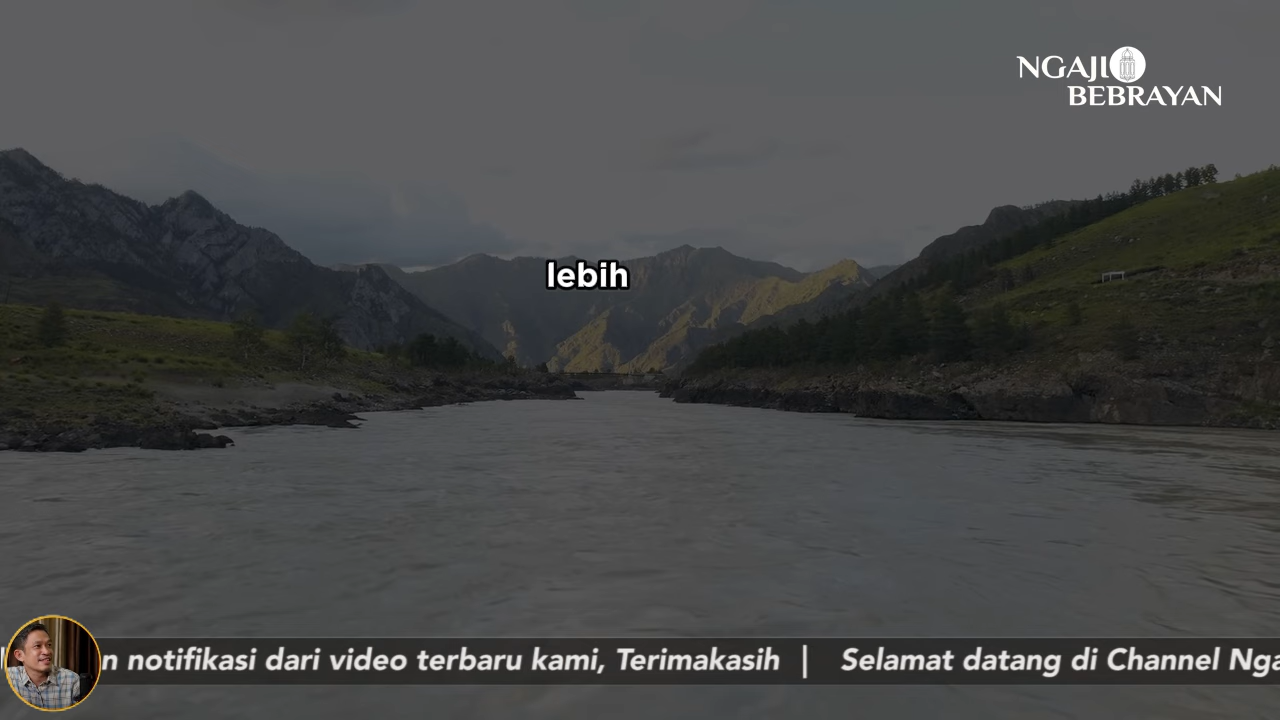 NGAJI
BEBRAYAN
lebih
n notifikasi dari video terbaru kami, Terimakasih | Selamat datang di Channel Nga